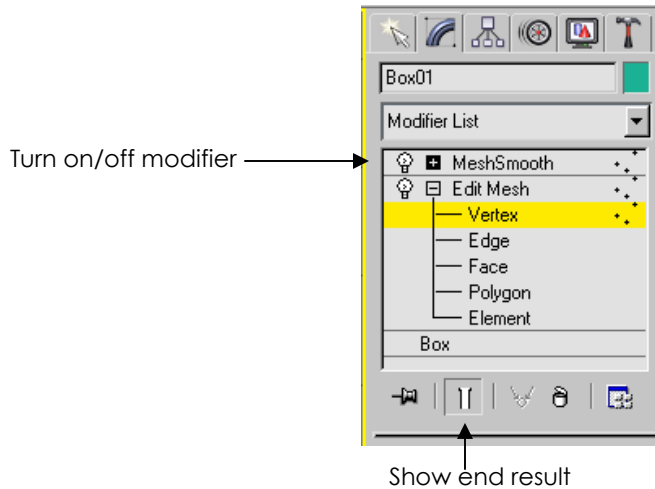 Box01
Modifier List
Turn on/off modifier
MeshSmooth
Edit Mesh
Vertex
Edge
Face
Polygon
Element
Box
Show end result